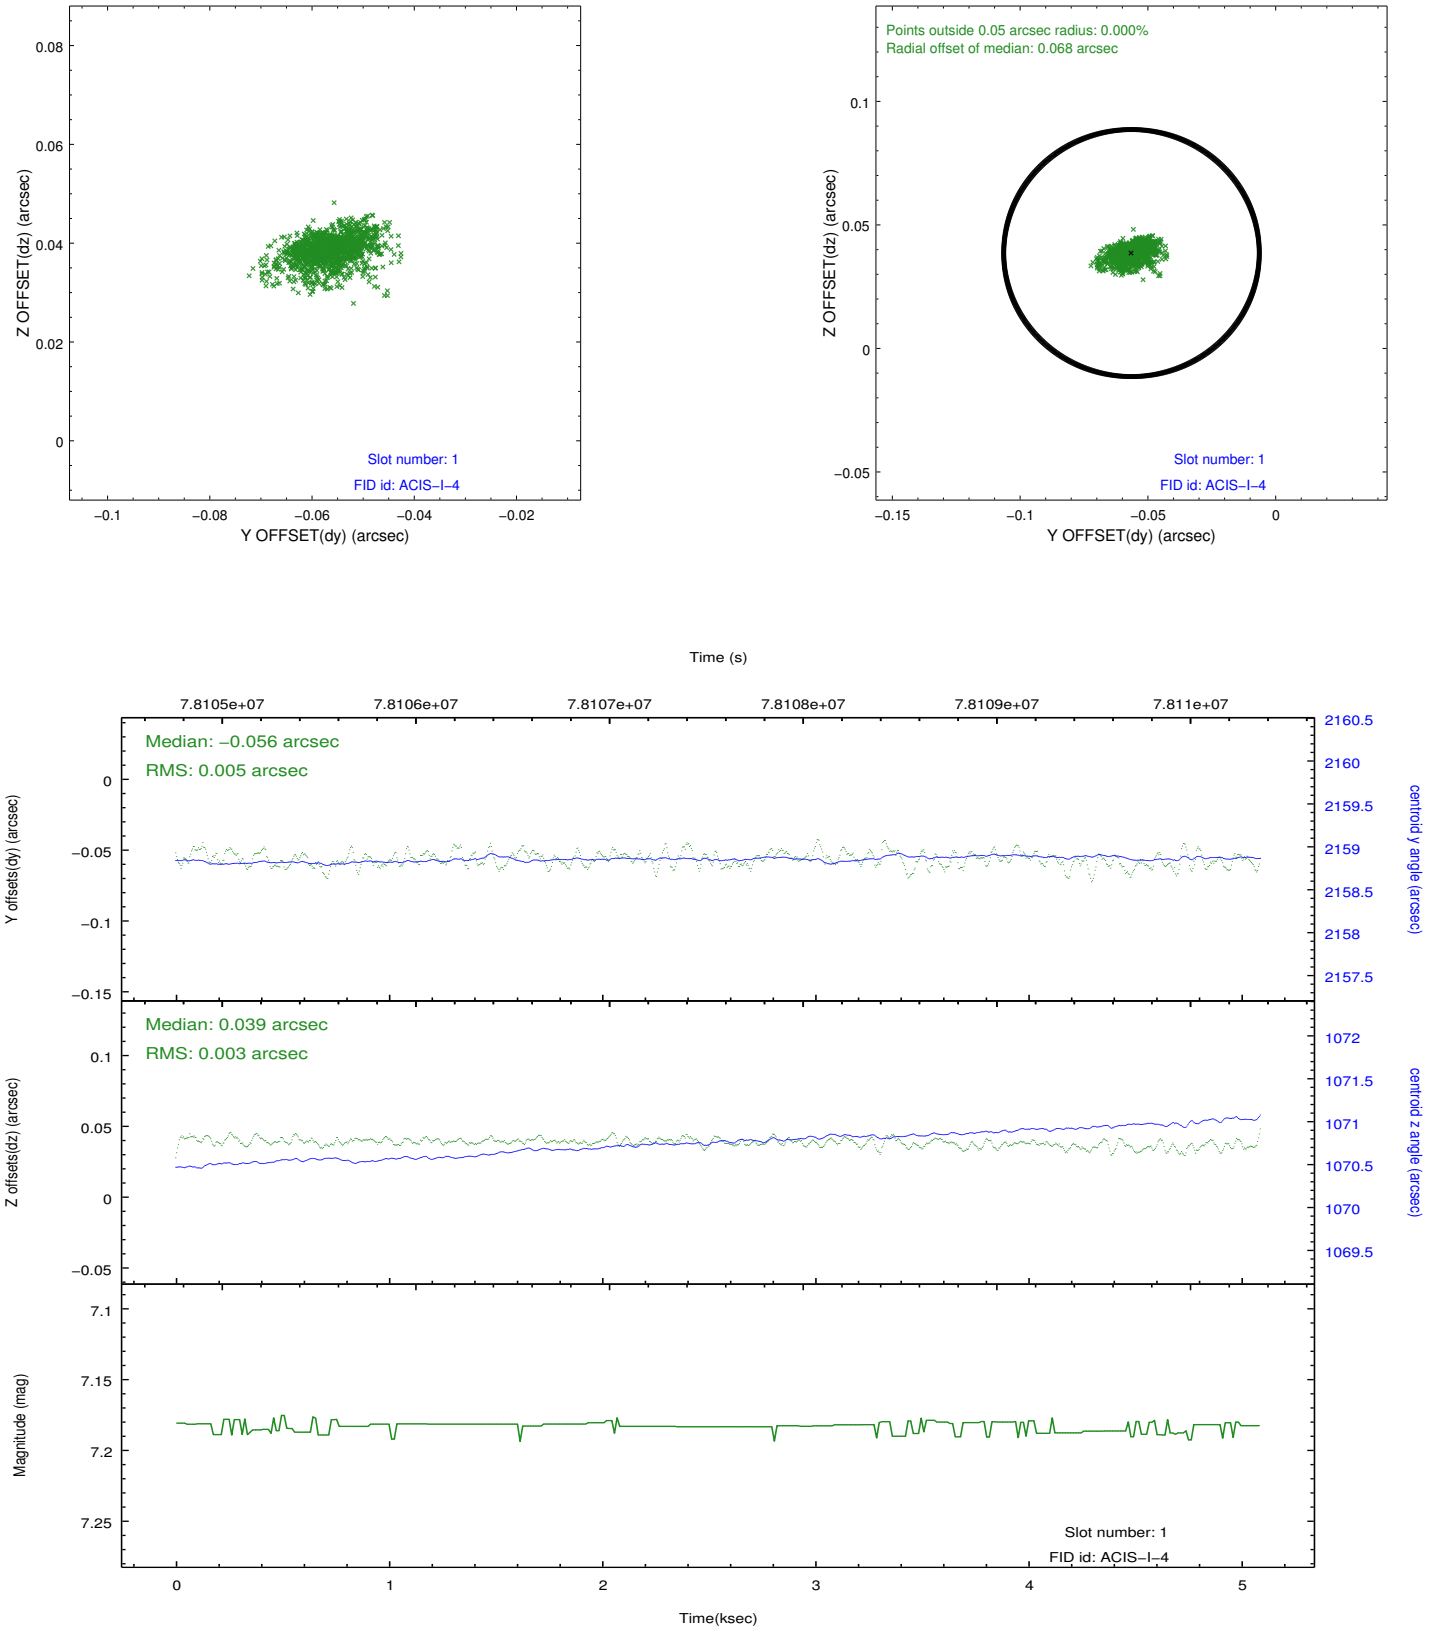 0.08
0.06
0.04
0.02
0
Z OFFSET(dz) (arcsec)
Slot number: 1
FID id: ACIS−I−4
−0.1
−0.08
−0.06
−0.04
−0.02
Y OFFSET(dy) (arcsec)
Points outside 0.05 arcsec radius: 0.000%
Radial offset of median: 0.068 arcsec
0.1
0.05
0
−0.05
Z OFFSET(dz) (arcsec)
Slot number: 1
FID id: ACIS−I−4
−0.15
−0.1
−0.05
0
Y OFFSET(dy) (arcsec)
Time (s)
7.8105e+07
7.8106e+07
7.8107e+07
7.8108e+07
7.8109e+07
7.811e+07
Median: −0.056 arcsec
RMS: 0.005 arcsec
0
−0.05
−0.1
−0.15
Y offsets(dy) (arcsec)
2160.5
2160
2159.5
2159
2158.5
2158
2157.5
centroid y angle (arcsec)
Median: 0.039 arcsec
RMS: 0.003 arcsec
0.1
0.05
0
−0.05
Z offsets(dz) (arcsec)
1072
1071.5
1071
1070.5
1070
1069.5
centroid z angle (arcsec)
7.1
7.15
7.2
7.25
Magnitude (mag)
Slot number: 1
FID id: ACIS−I−4
0
1
2
3
4
5
Time(ksec)